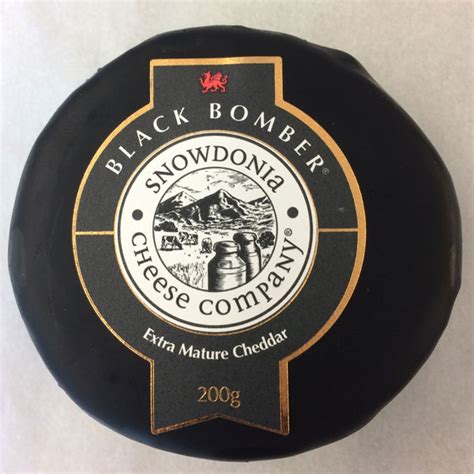 BLACK BOMBER®
SNOWDONIa
CHeese COMPaNY®
Extra Mature Cheddar
200g